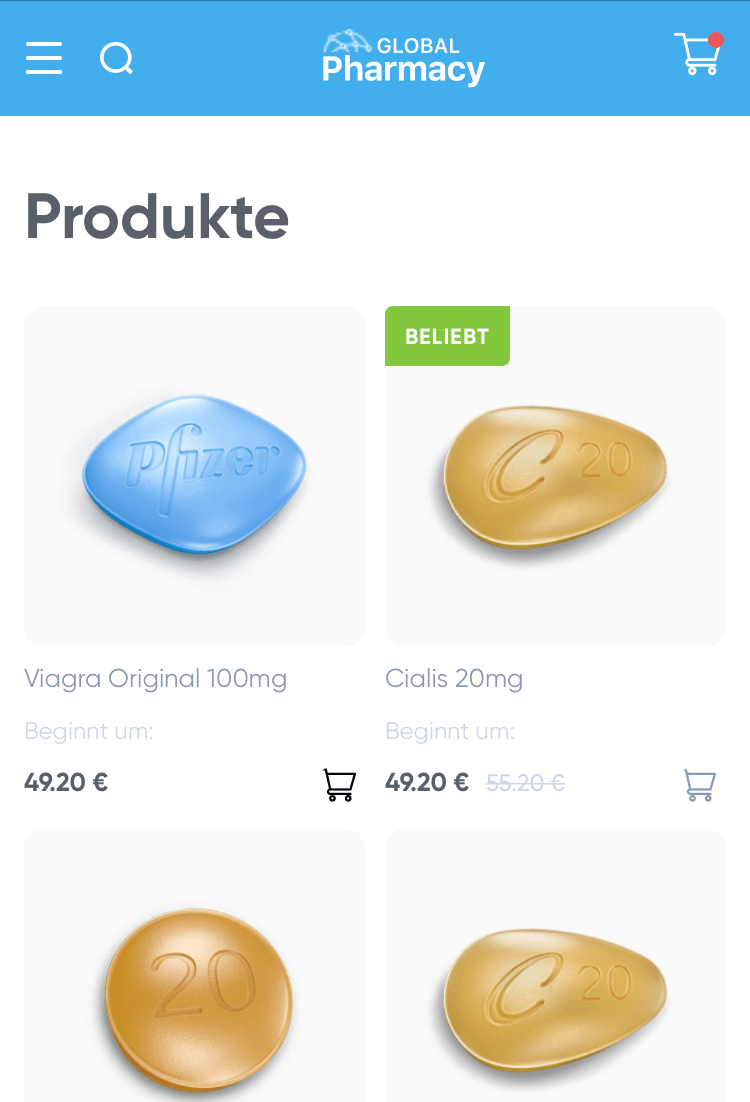 GLOBAL
Pharmacy
Produkte
Pfizer
BELIEBT
C 20
Viagra Original 100mg
Cialis 20mg
Beginnt um:
Beginnt um:
49.20 €
49.20 € 55.20 €
20
C 20